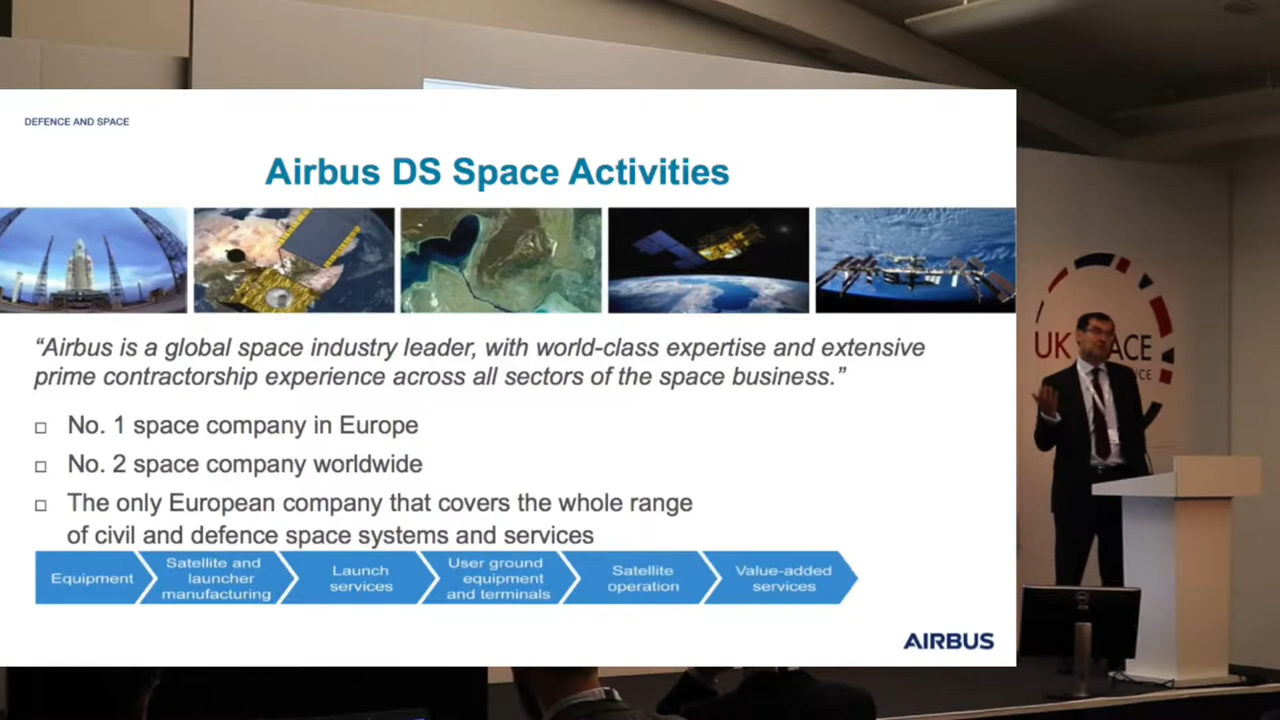 DEFENCE AND SPACE
Airbus DS Space Activities
“Airbus is a global space industry leader, with world-class expertise and extensive
prime contractorship experience across all sectors of the space business.”
No. 1 space company in Europe
No. 2 space company worldwide
The only European company that covers the whole range
of civil and defence space systems and services
Equipment
Satellite and
launcher
manufacturing
Launch
services
User ground
equipment
and terminals
Satellite
operation
Value-added
services
AIRBUS
UK